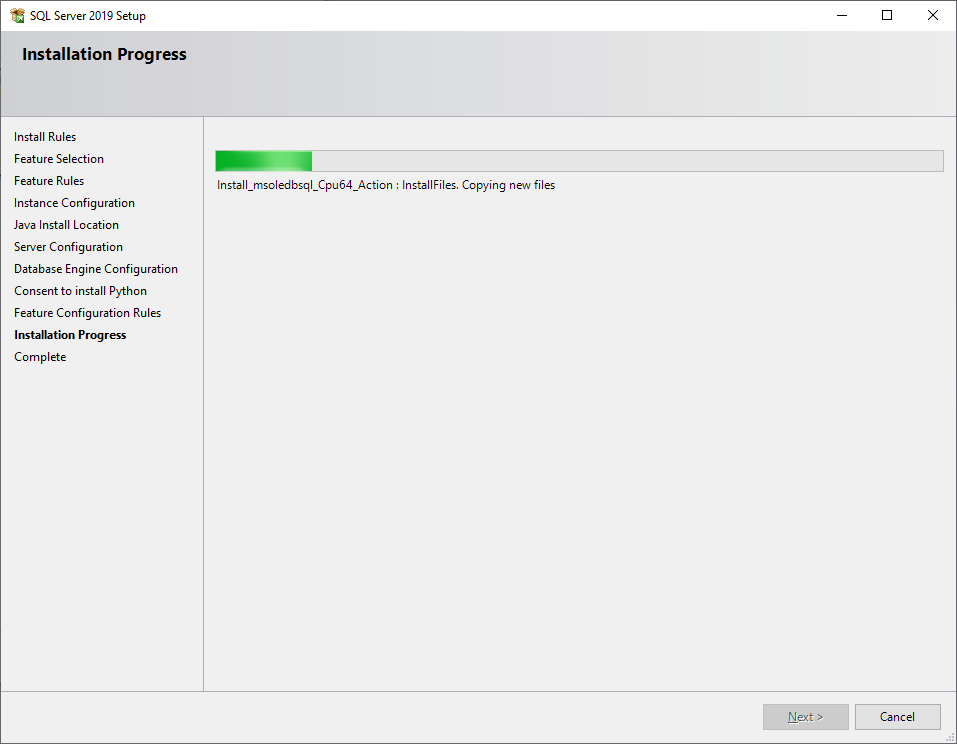 SQL Server 2019 Setup
Installation Progress
Install Rules
Feature Selection
Feature Rules
Instance Configuration
Java Install Location
Server Configuration
Database Engine Configuration
Consent to install Python
Feature Configuration Rules
Installation Progress
Complete
Install_msoledbsql_Cpu64_Action : InstallFiles. Copying new files
Next >
Cancel